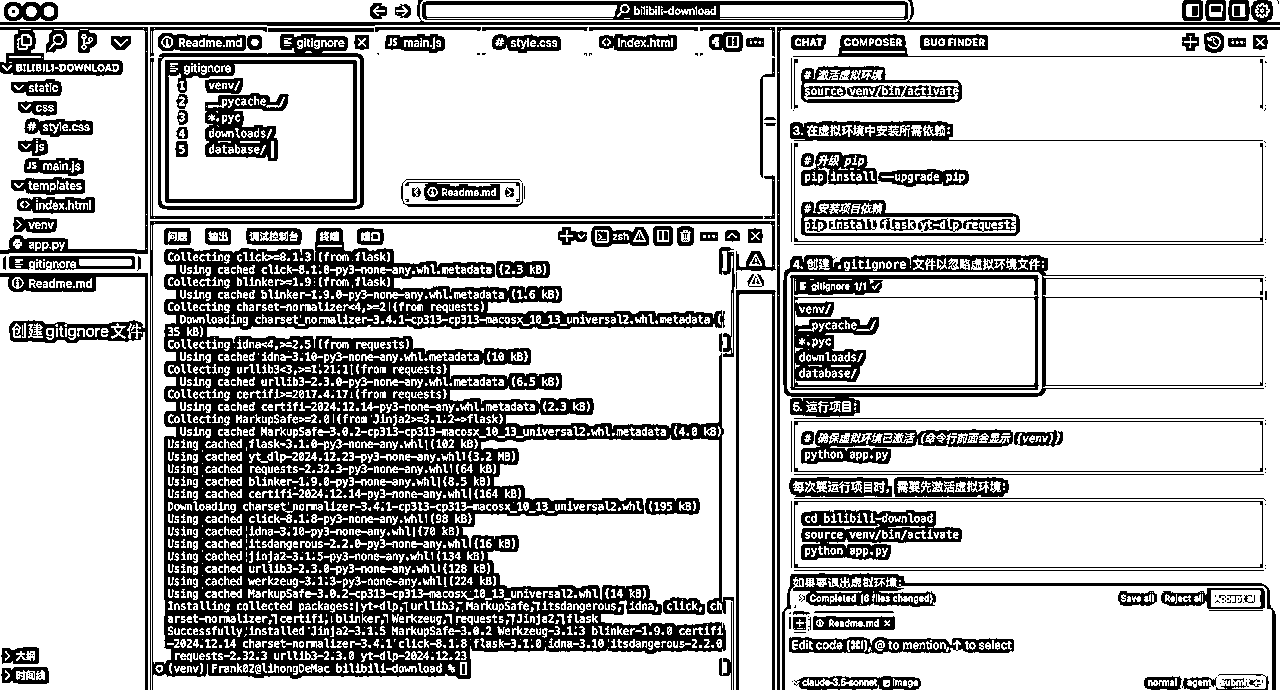 bilibili-download
BILIBILI-DOWNLOAD
static
css
# style.css
js
JS main.js
templates
<> index.html
venv
app.py
gitignore
Readme.md
创建gitignore文件
大纲
时间线
Readme.md
gitignore
JS main.js
# style.css
<> index.html
gitignore
1 venv/
2 __pycache__/
3 *.pyc
4 downloads/
5 database/
Readme.md
问题 输出 调试控制台 终端 端口
zsh
Collecting click>=8.1.3 (from flask)
Using cached click-8.1.8-py3-none-any.whl.metadata (2.3 kB)
Collecting blinker>=1.9 (from flask)
Using cached blinker-1.9.0-py3-none-any.whl.metadata (1.6 kB)
Collecting charset-normalizer<4,>=2 (from requests)
Downloading charset_normalizer-3.4.1-cp313-cp313-macosx_10_13_universal2.whl.metadata (
35 kB)
Collecting idna<4,>=2.5 (from requests)
Using cached idna-3.10-py3-none-any.whl.metadata (10 kB)
Collecting urllib3<3,>=1.21.1 (from requests)
Using cached urllib3-2.3.0-py3-none-any.whl.metadata (6.5 kB)
Collecting certifi>=2017.4.17 (from requests)
Using cached certifi-2024.12.14-py3-none-any.whl.metadata (2.3 kB)
Collecting MarkupSafe>=2.0 (from Jinja2>=3.1.2->flask)
Using cached MarkupSafe-3.0.2-cp313-cp313-macosx_10_13_universal2.whl.metadata (4.0 kB)
Using cached flask-3.1.0-py3-none-any.whl (102 kB)
Using cached yt_dlp-2024.12.23-py3-none-any.whl (3.2 MB)
Using cached requests-2.32.3-py3-none-any.whl (64 kB)
Using cached blinker-1.9.0-py3-none-any.whl (8.5 kB)
Using cached certifi-2024.12.14-py3-none-any.whl (164 kB)
Downloading charset_normalizer-3.4.1-cp313-cp313-macosx_10_13_universal2.whl (195 kB)
Using cached click-8.1.8-py3-none-any.whl (98 kB)
Using cached idna-3.10-py3-none-any.whl (70 kB)
Using cached itsdangerous-2.2.0-py3-none-any.whl (16 kB)
Using cached jinja2-3.1.5-py3-none-any.whl (134 kB)
Using cached urllib3-2.3.0-py3-none-any.whl (128 kB)
Using cached werkzeug-3.1.3-py3-none-any.whl (224 kB)
Using cached MarkupSafe-3.0.2-cp313-cp313-macosx_10_13_universal2.whl (14 kB)
Installing collected packages: yt-dlp, urllib3, MarkupSafe, itsdangerous, idna, click, ch
arset-normalizer, certifi, blinker, Werkzeug, requests, Jinja2, flask
Successfully installed Jinja2-3.1.5 MarkupSafe-3.0.2 Werkzeug-3.1.3 blinker-1.9.0 certifi
-2024.12.14 charset-normalizer-3.4.1 click-8.1.8 flask-3.1.0 idna-3.10 itsdangerous-2.2.0
requests-2.32.3 urllib3-2.3.0 yt-dlp-2024.12.23
(venv) Frank02@lihongDeMac bilibili-download %
CHAT COMPOSER BUG FINDER
# 激活虚拟环境
source venv/bin/activate
3. 在虚拟环境中安装所需依赖:
# 升级 pip
pip install --upgrade pip
# 安装项目依赖
pip install flask yt-dlp requests
4. 创建 .gitignore 文件以忽略虚拟环境文件:
gitignore 1/1
venv/
__pycache__/
*.pyc
downloads/
database/
5. 运行项目:
# 确保虚拟环境已激活 (命令行前面会显示 (venv))
python app.py
每次要运行项目时, 需要先激活虚拟环境:
cd bilibili-download
source venv/bin/activate
python app.py
如果要退出虚拟环境:
Completed (6 files changed)
Save all Reject all Accept all
Readme.md
Edit code (⌘I), @ to mention, ↑ to select
claude-3.5-sonnet image
normal agent submit